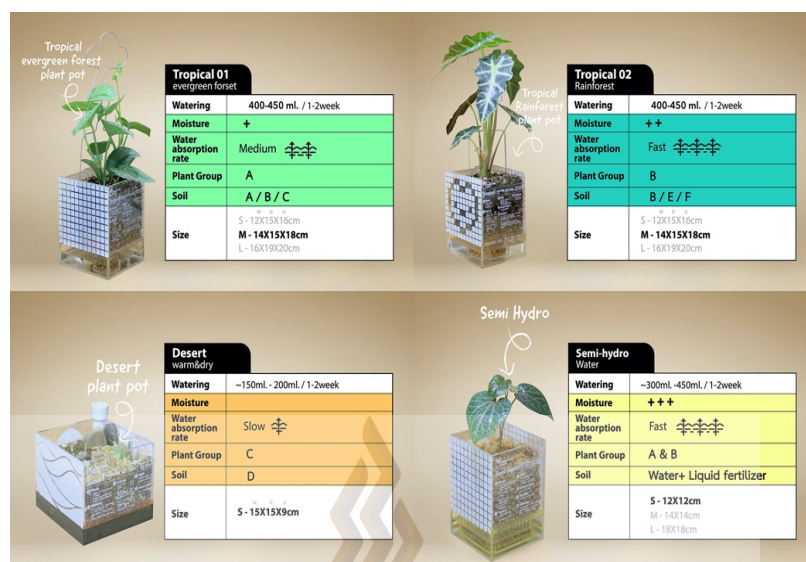 Tropical
evergreen forest
plant pot
Tropical 01
evergreen forset
Watering 400-450 ml. / 1-2week
Moisture +
Water
absorption
rate
Medium
Plant Group A
Soil A / B / C
W D H
Size
S - 12X15X16cm
M - 14X15X18cm
L - 16X19X20cm
Tropical
Rainforest
plant pot
Tropical 02
Rainforest
Watering 400-450 ml. / 1-2week
Moisture ++
Water
absorption
rate
Fast
Plant Group B
Soil B / E / F
W D H
Size
S - 12X15X16cm
M - 14X15X18cm
L - 16X19X20cm
Desert
plant pot
Desert
warm&dry
Watering ~150ml. - 200ml. / 1-2week
Moisture
Water
absorption
rate
Slow
Plant Group C
Soil D
W D H
Size S - 15X15X9cm
Semi Hydro
Semi-hydro
Water
Watering ~300ml. -450ml. / 1-2week
Moisture +++
Water
absorption
rate
Fast
Plant Group A & B
Soil Water+ Liquid fertilizer
Size
S - 12X12cm
M - 14X14cm
L - 18X18cm